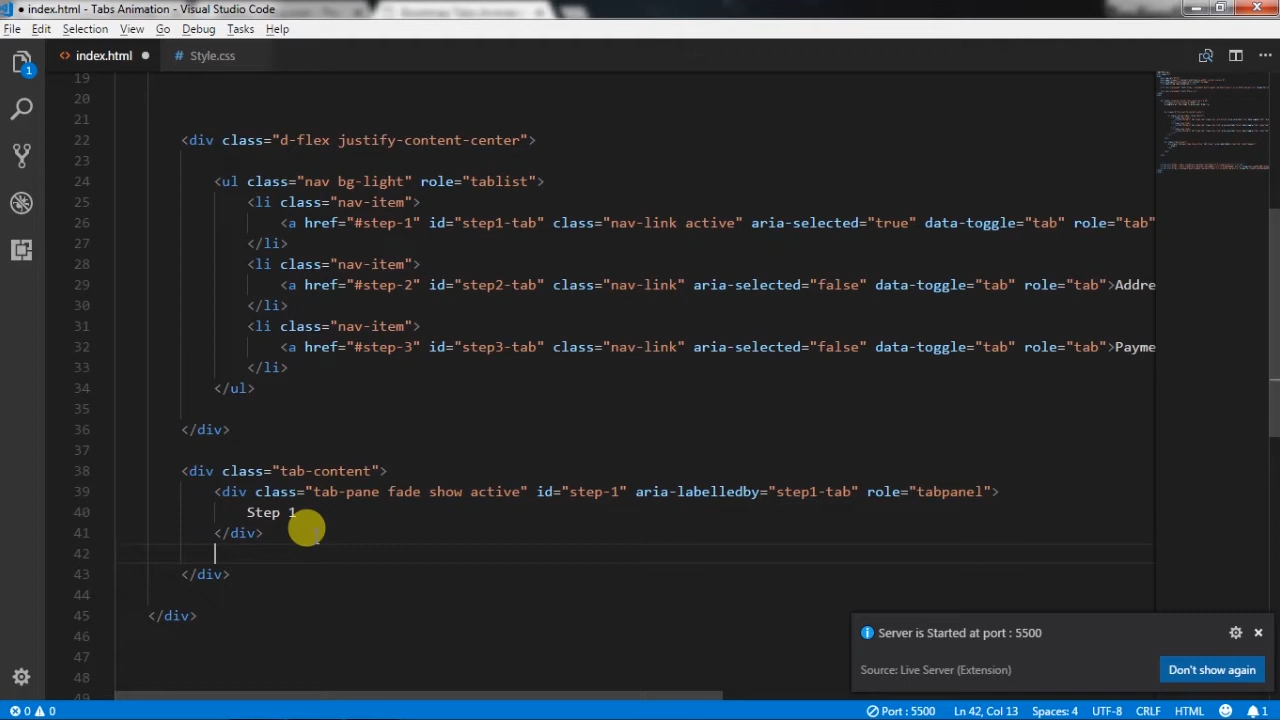 ● index.html - Tabs Animation - Visual Studio Code
File Edit Selection View Go Debug Tasks Help
<> index.html ● # Style.css
1
19
20
22 <div class="d-flex justify-content-center">
23
24 <ul class="nav bg-light" role="tablist">
25 <li class="nav-item">
26 <a href="#step-1" id="step1-tab" class="nav-link active" aria-selected="true" data-toggle="tab" role="tab"
27 </li>
28 <li class="nav-item">
29 <a href="#step-2" id="step2-tab" class="nav-link" aria-selected="false" data-toggle="tab" role="tab">Addre
30 </li>
31 <li class="nav-item">
32 <a href="#step-3" id="step3-tab" class="nav-link" aria-selected="false" data-toggle="tab" role="tab">Payme
33 </li>
34 </ul>
35
36 </div>
37
38 <div class="tab-content">
39 <div class="tab-pane fade show active" id="step-1" aria-labelledby="step1-tab" role="tabpanel">
40 Step 1
41 </div>
42
43 </div>
44
45 </div>
46
47
48
49
Server is Started at port : 5500
Source: Live Server (Extension) Don't show again
0 0 Port : 5500 Ln 42, Col 13 Spaces: 4 UTF-8 CRLF HTML 1